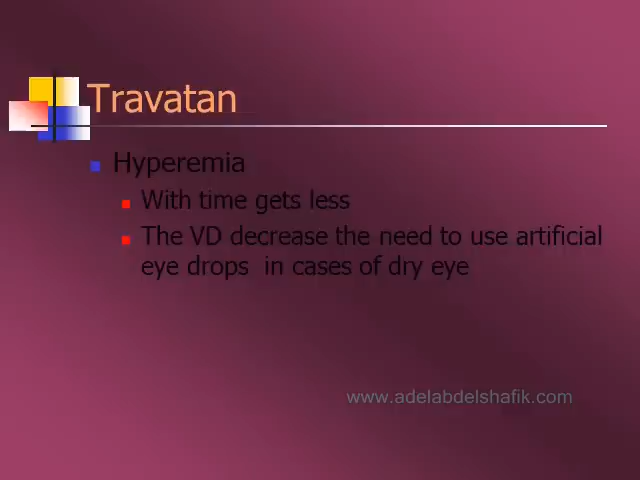 Travatan
Hyperemia
With time gets less
The VD decrease the need to use artificial
eye drops in cases of dry eye
www.adelabdelshafik.com